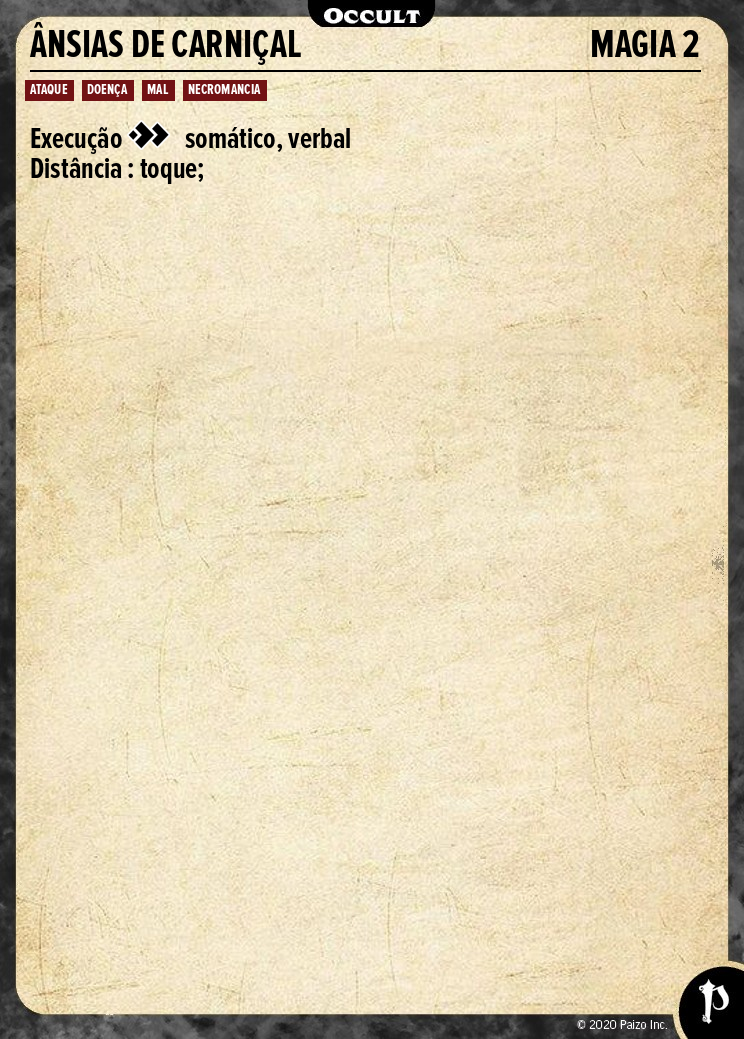 OCCULT
ÂNSIAS DE CARNIÇAL MAGIA 2
ATAQUE DOENÇA MAL NECROMANCIA
Execução somático, verbal
Distância : toque;
© 2020 Paizo Inc.